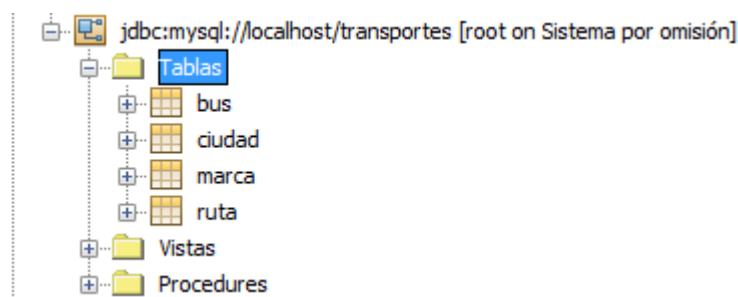 jdbc:mysql://localhost/transportes [root on Sistema por omisión]
Tablas
bus
ciudad
marca
ruta
Vistas
Procedures